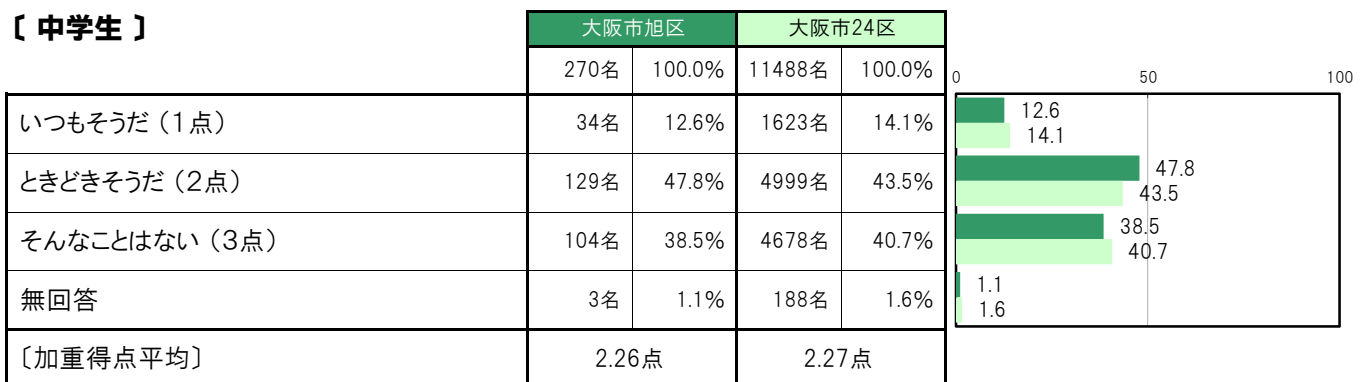 〔 中学生 〕
大阪市旭区 大阪市24区
270名 100.0% 11488名 100.0%
0 50 100
いつもそうだ（1点） 34名 12.6% 1623名 14.1%
12.6
14.1
ときどきそうだ（2点） 129名 47.8% 4999名 43.5%
47.8
43.5
そんなことはない（3点） 104名 38.5% 4678名 40.7%
38.5
40.7
無回答 3名 1.1% 188名 1.6%
1.1
1.6
〔加重得点平均〕 2.26点 2.27点